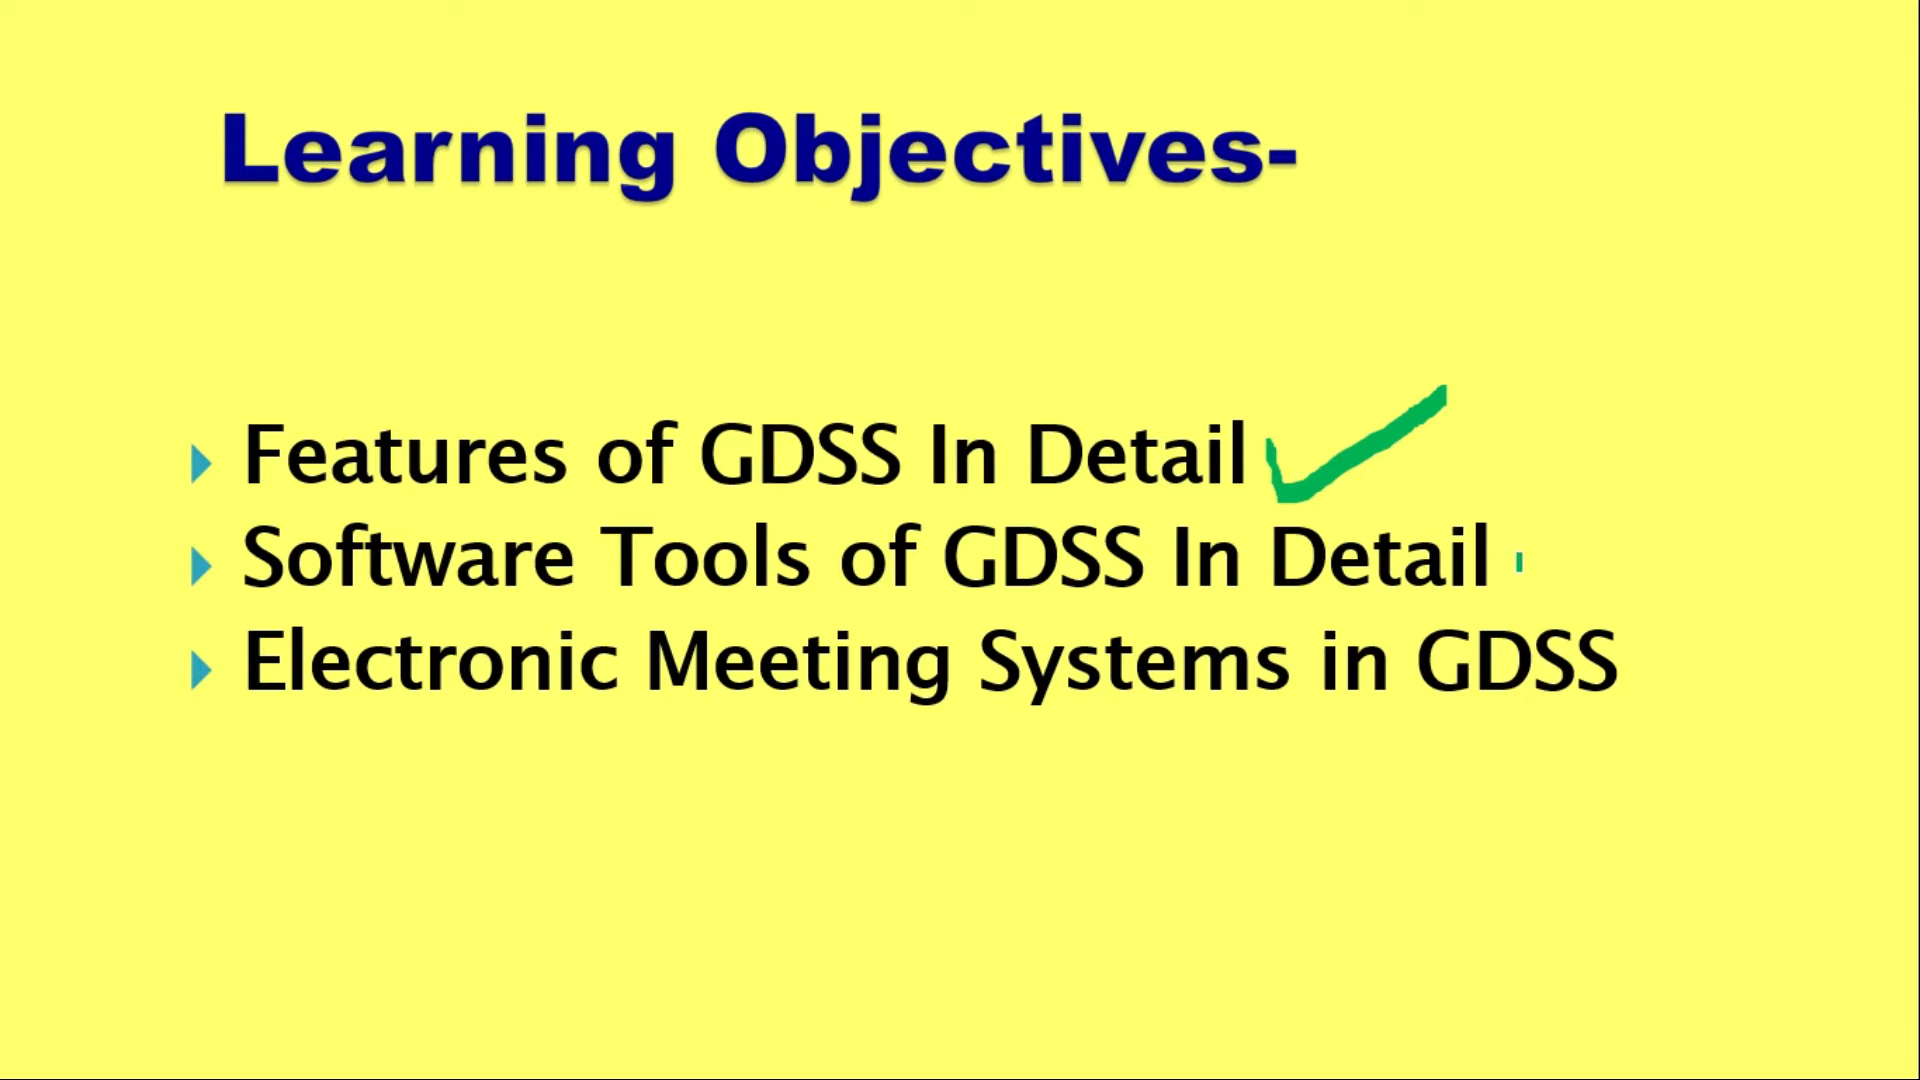 Learning Objectives-
Features of GDSS In Detail
Software Tools of GDSS In Detail
Electronic Meeting Systems in GDSS